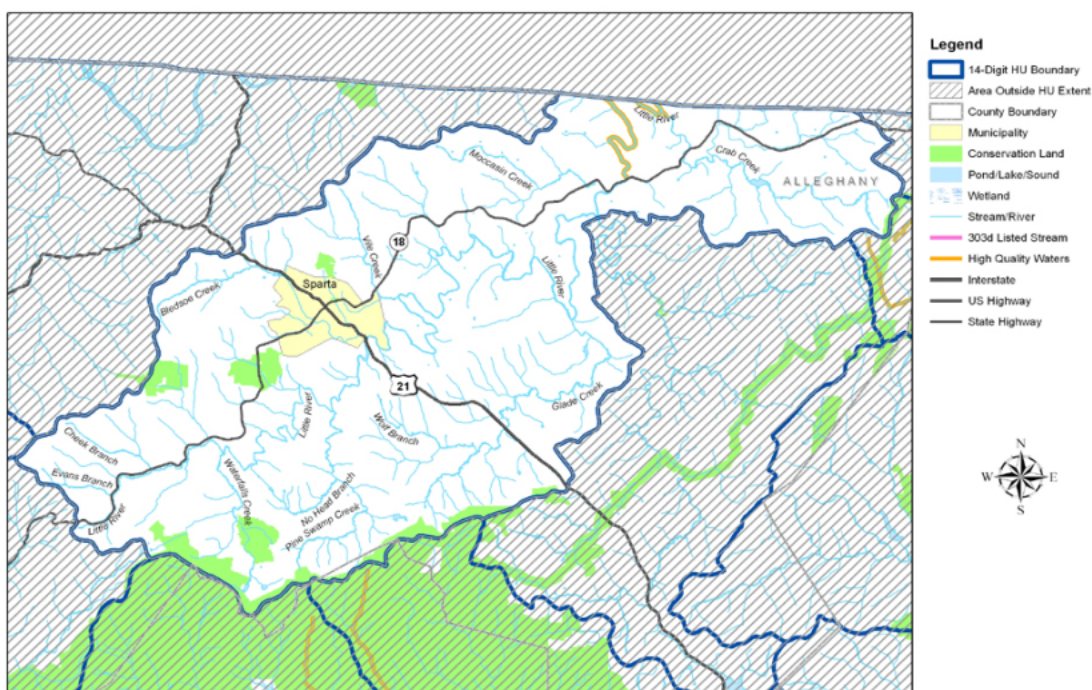 Legend
14-Digit HU Boundary
Area Outside HU Extent
County Boundary
Municipality
Conservation Land
Pond/Lake/Sound
Wetland
Stream/River
303d Listed Stream
High Quality Waters
Interstate
US Highway
State Highway
N
W E
S
Little River
Moccasin Creek
Crab Creek
ALLEGHANY
18
Vile Creek
Little River
Bledsoe Creek
Sparta
21
Glade Creek
Little River
Wolf Branch
Cheek Branch
Evans Branch
Waterfalls Creek
No Head Branch
Little River
Pine Swamp Creek